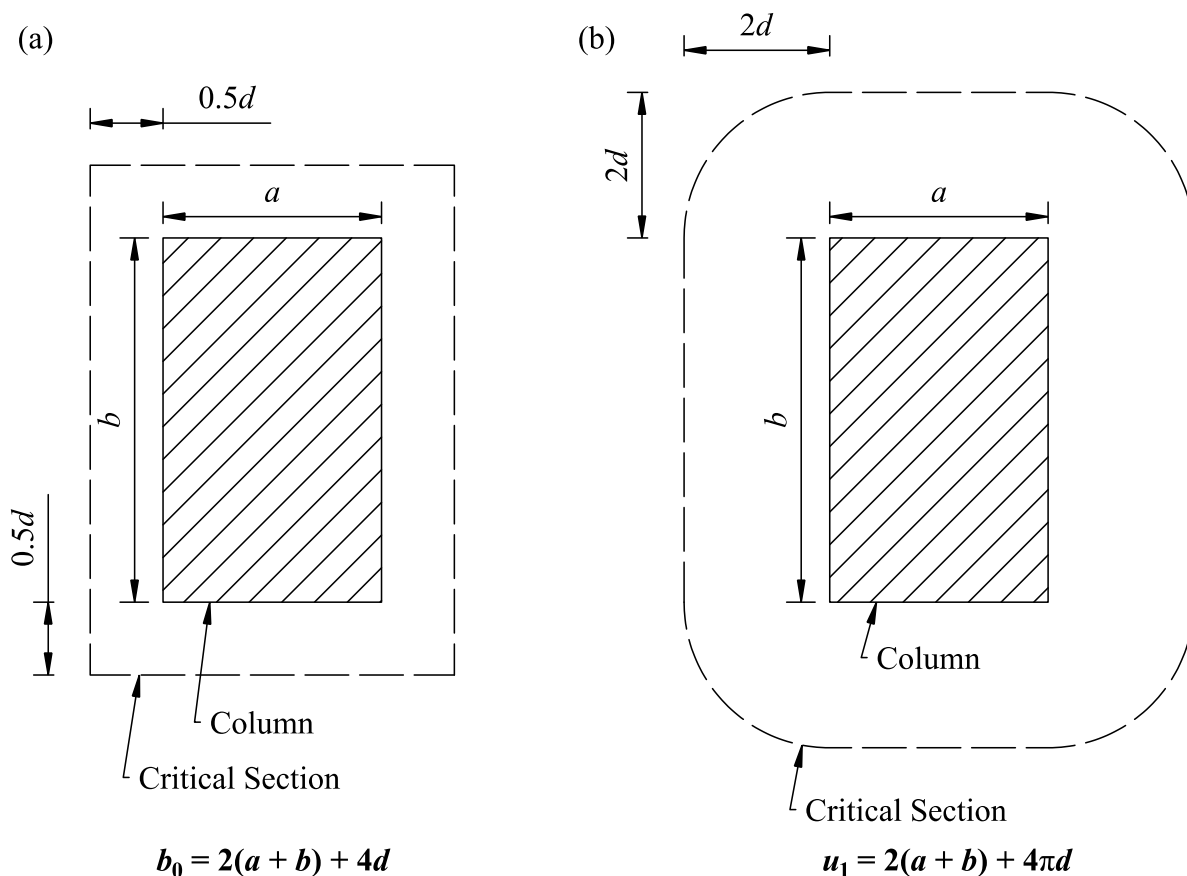 (a)
0.5d
a
b
0.5d
Column
Critical Section
b₀ = 2(a + b) + 4d
(b)
2d
2d
a
b
Column
Critical Section
u₁ = 2(a + b) + 4πd